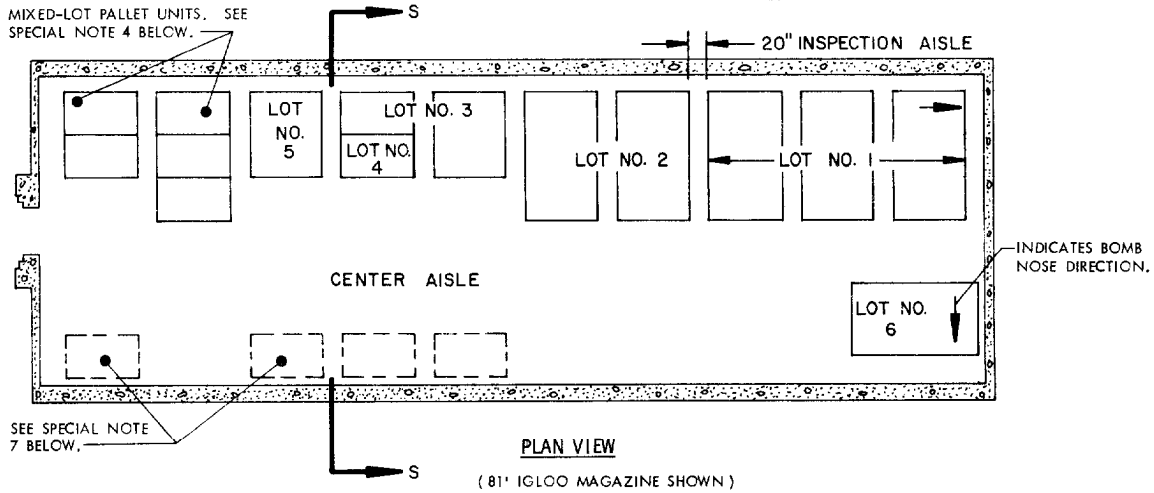 MIXED-LOT PALLET UNITS. SEE
SPECIAL NOTE 4 BELOW.
S
20" INSPECTION AISLE
LOT
NO.
5
LOT NO. 3
LOT NO.
4
LOT NO. 2
LOT NO. 1
INDICATES BOMB
NOSE DIRECTION.
CENTER AISLE
LOT NO.
6
SEE SPECIAL NOTE
7 BELOW.
S
PLAN VIEW
(81' IGLOO MAGAZINE SHOWN)